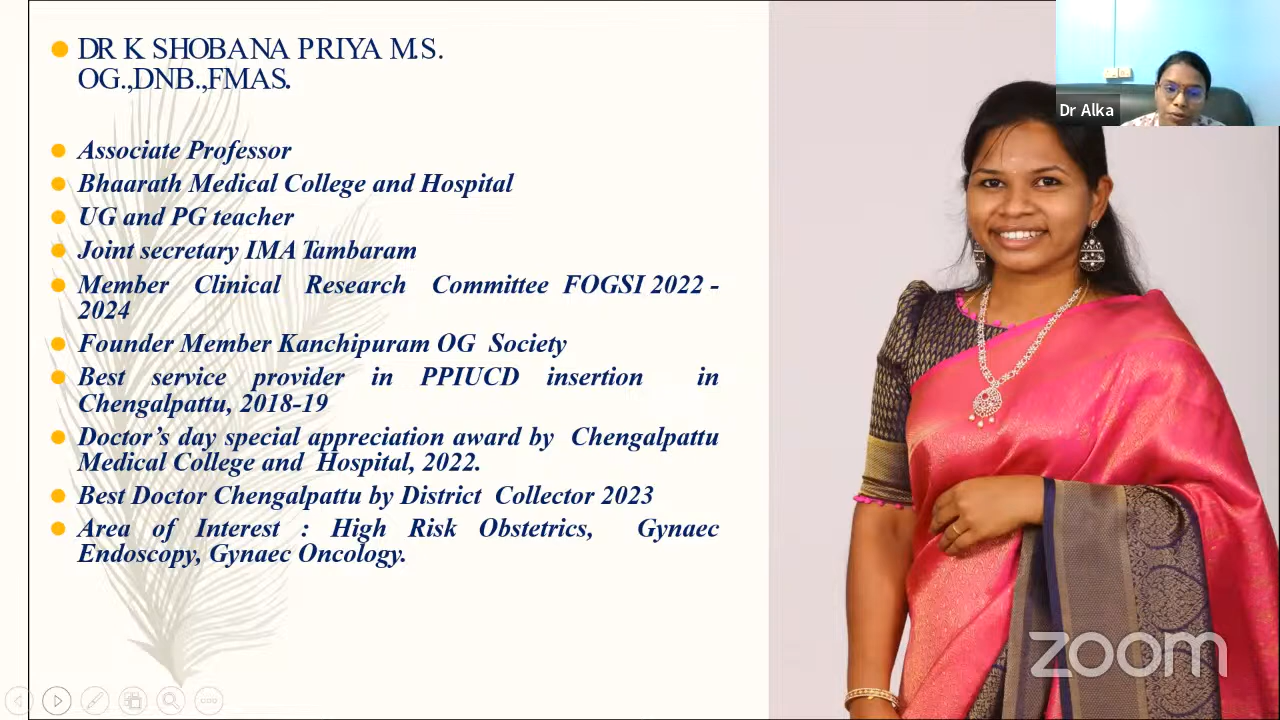 DR K SHOBANA PRIYA M.S.
OG.,DNB.,FMAS.
Associate Professor
Bhaarath Medical College and Hospital
UG and PG teacher
Joint secretary IMA Tambaram
Member Clinical Research Committee FOGSI 2022 -
2024
Founder Member Kanchipuram OG Society
Best service provider in PPIUCD insertion in
Chengalpattu, 2018-19
Doctor’s day special appreciation award by Chengalpattu
Medical College and Hospital, 2022.
Best Doctor Chengalpattu by District Collector 2023
Area of Interest : High Risk Obstetrics, Gynaec
Endoscopy, Gynaec Oncology.
Dr Alka
zoom